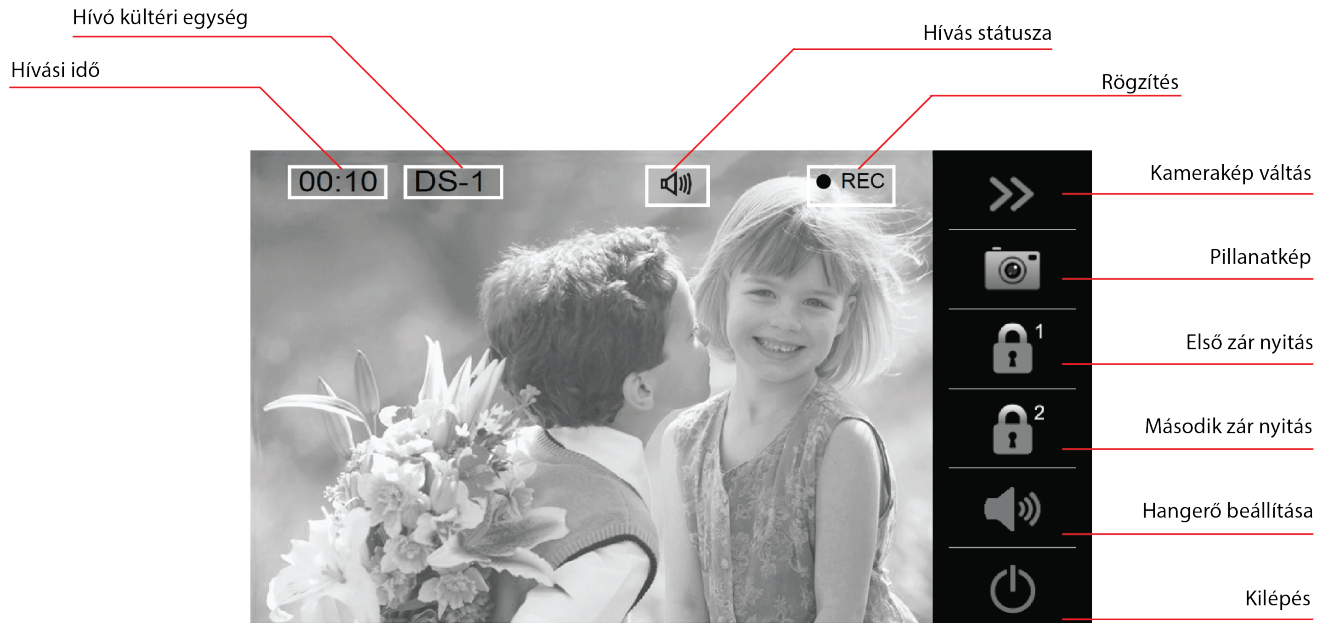 Hívó kültéri egység
Hívás státusza
Hívási idő
Rögzítés
00:10 DS-1 REC
Kamerakép váltás
Pillanatkép
1
Első zár nyitás
2
Második zár nyitás
Hangerő beállítása
Kilépés